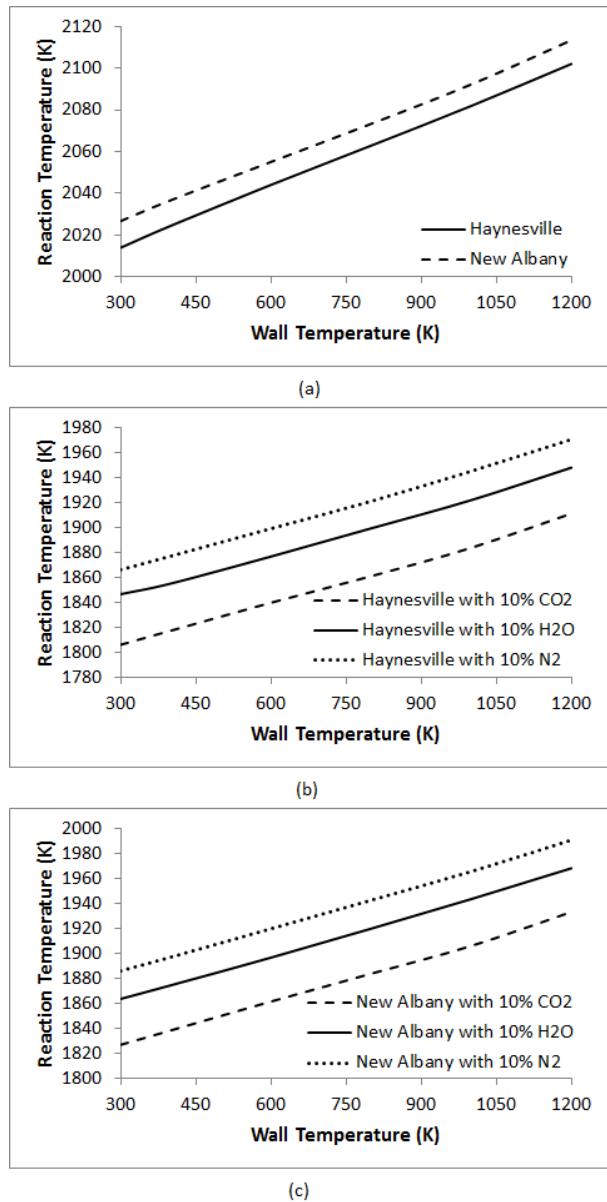 2120
2100
2080
2060
2040
2020
2000
Reaction Temperature (K)
Haynesville
New Albany
300 450 600 750 900 1050 1200
Wall Temperature (K)
(a)
1980
1960
1940
1920
1900
1880
1860
1840
1820
1800
1780
Reaction Temperature (K)
Haynesville with 10% CO2
Haynesville with 10% H2O
Haynesville with 10% N2
300 450 600 750 900 1050 1200
Wall Temperature (K)
(b)
2000
1980
1960
1940
1920
1900
1880
1860
1840
1820
1800
Reaction Temperature (K)
New Albany with 10% CO2
New Albany with 10% H2O
New Albany with 10% N2
300 450 600 750 900 1050 1200
Wall Temperature (K)
(c)